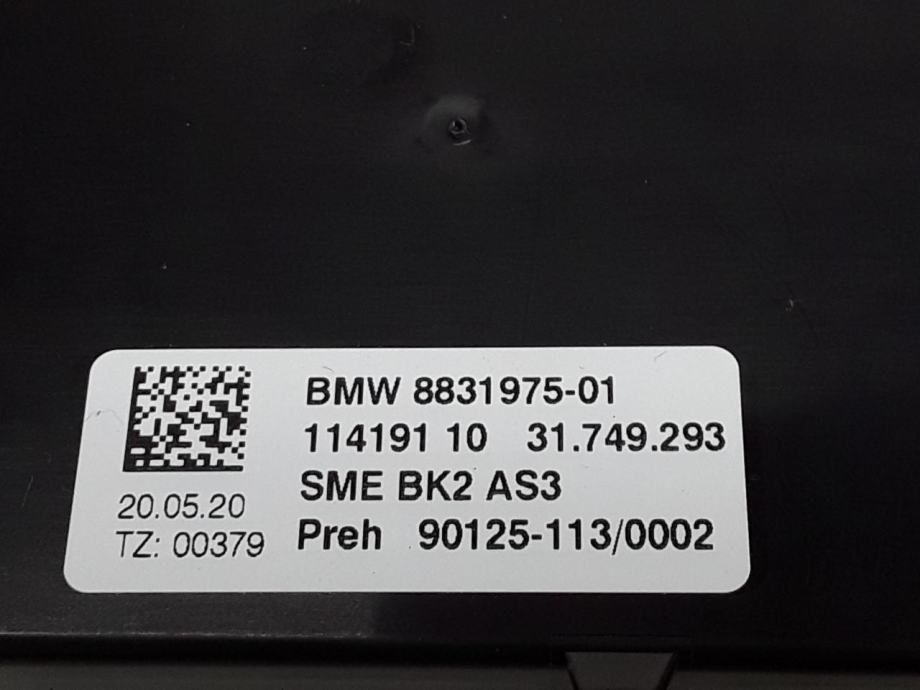 BMW 8831975-01
114191 10 31.749.293
SME BK2 AS3
Preh 90125-113/0002
20.05.20
TZ: 00379